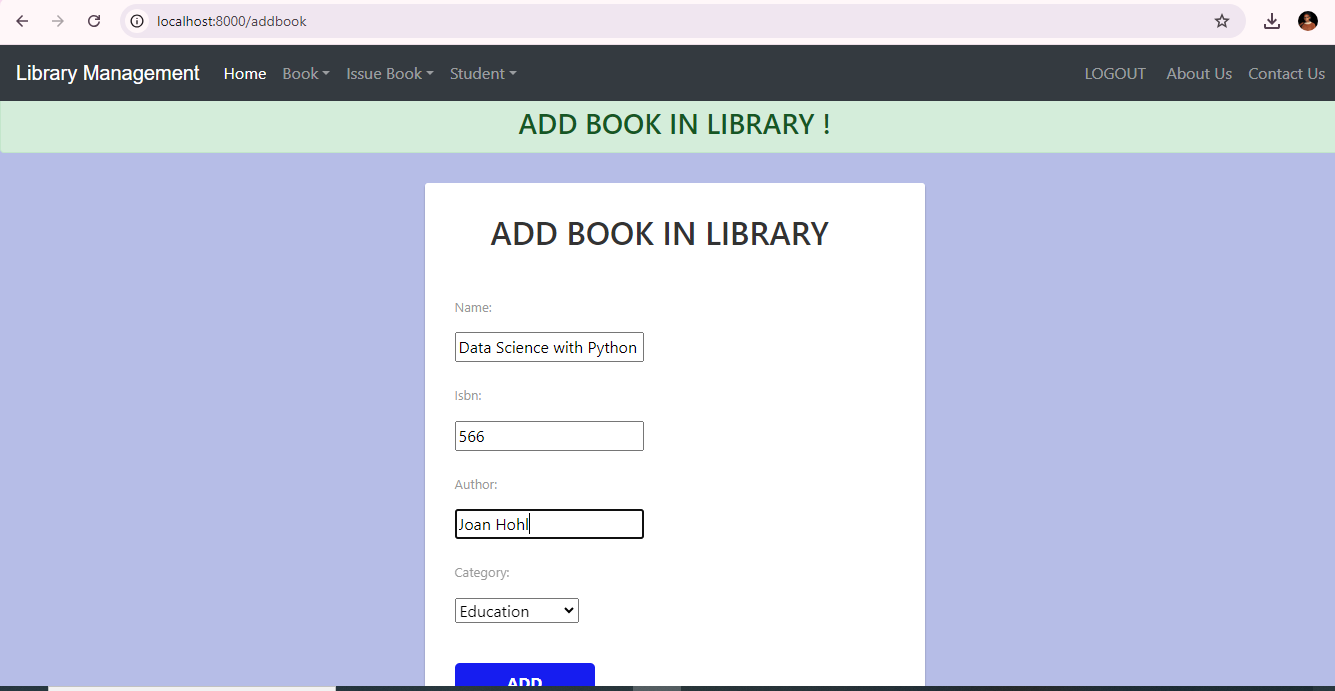 localhost:8000/addbook
Library Management Home Book Issue Book Student LOGOUT About Us Contact Us
ADD BOOK IN LIBRARY !
ADD BOOK IN LIBRARY
Name:
Data Science with Python
Isbn:
566
Author:
Joan Hohl
Category:
Education
ADD